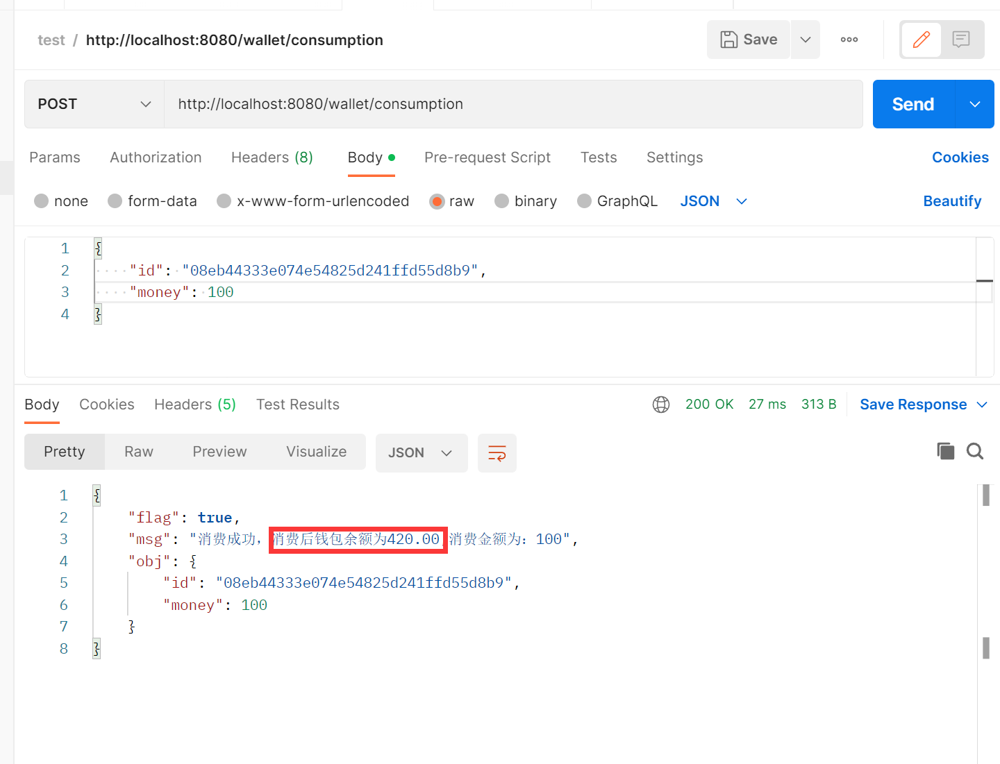 test / http://localhost:8080/wallet/consumption
Save
POST http://localhost:8080/wallet/consumption Send
Params Authorization Headers (8) Body Pre-request Script Tests Settings Cookies
none form-data x-www-form-urlencoded raw binary GraphQL JSON Beautify
1 {
2 "id": "08eb44333e074e54825d241ffd55d8b9",
3 "money": 100
4 }
Body Cookies Headers (5) Test Results 200 OK 27 ms 313 B Save Response
Pretty Raw Preview Visualize JSON
1 {
2 "flag": true,
3 "msg": "消费成功，消费后钱包余额为420.00 消费金额为：100",
4 "obj": {
5 "id": "08eb44333e074e54825d241ffd55d8b9",
6 "money": 100
7 }
8 }